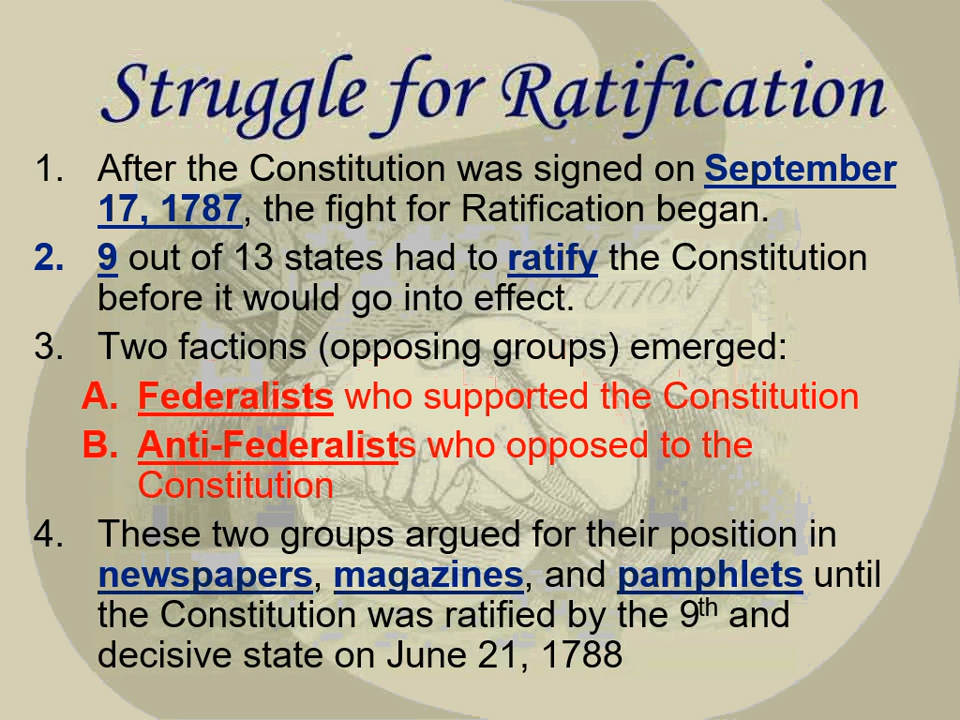 Struggle for Ratification
1. After the Constitution was signed on September
17, 1787, the fight for Ratification began.
2. 9 out of 13 states had to ratify the Constitution
before it would go into effect.
3. Two factions (opposing groups) emerged:
A. Federalists who supported the Constitution
B. Anti-Federalists who opposed to the
Constitution
4. These two groups argued for their position in
newspapers, magazines, and pamphlets until
the Constitution was ratified by the 9th and
decisive state on June 21, 1788